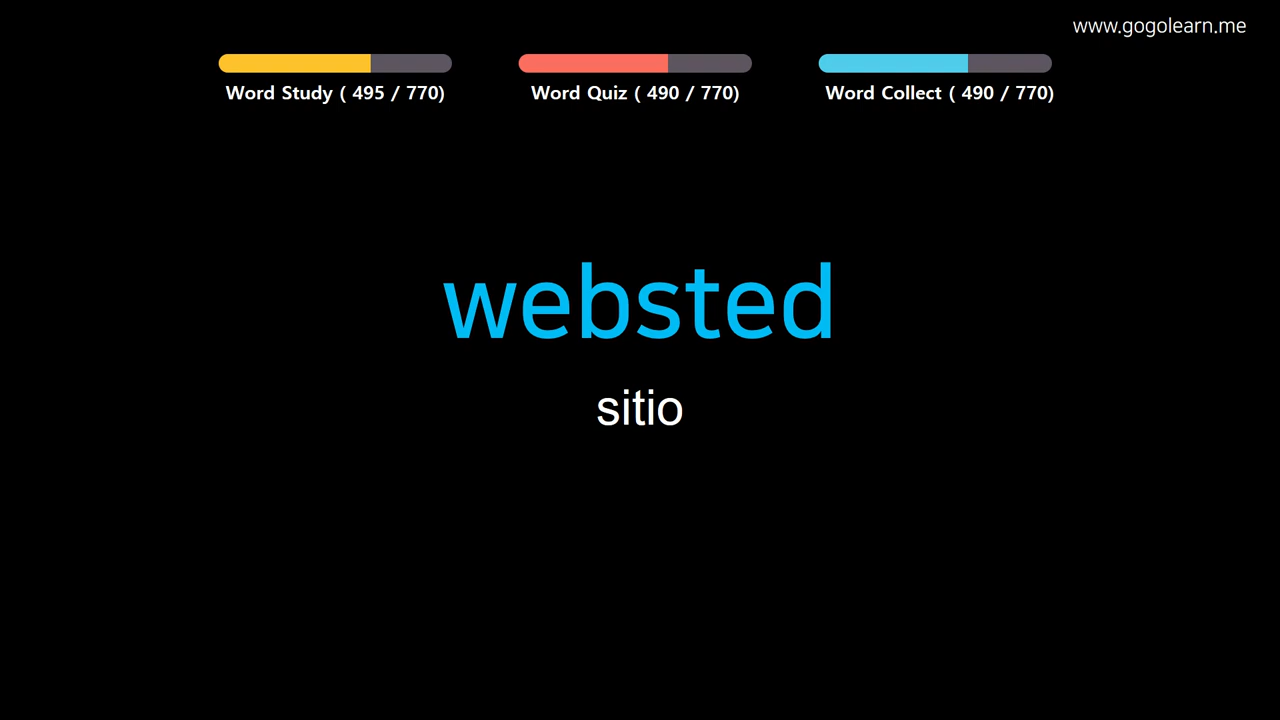 www.gogolearn.me
Word Study ( 495 / 770)
Word Quiz ( 490 / 770)
Word Collect ( 490 / 770)
websted
sitio